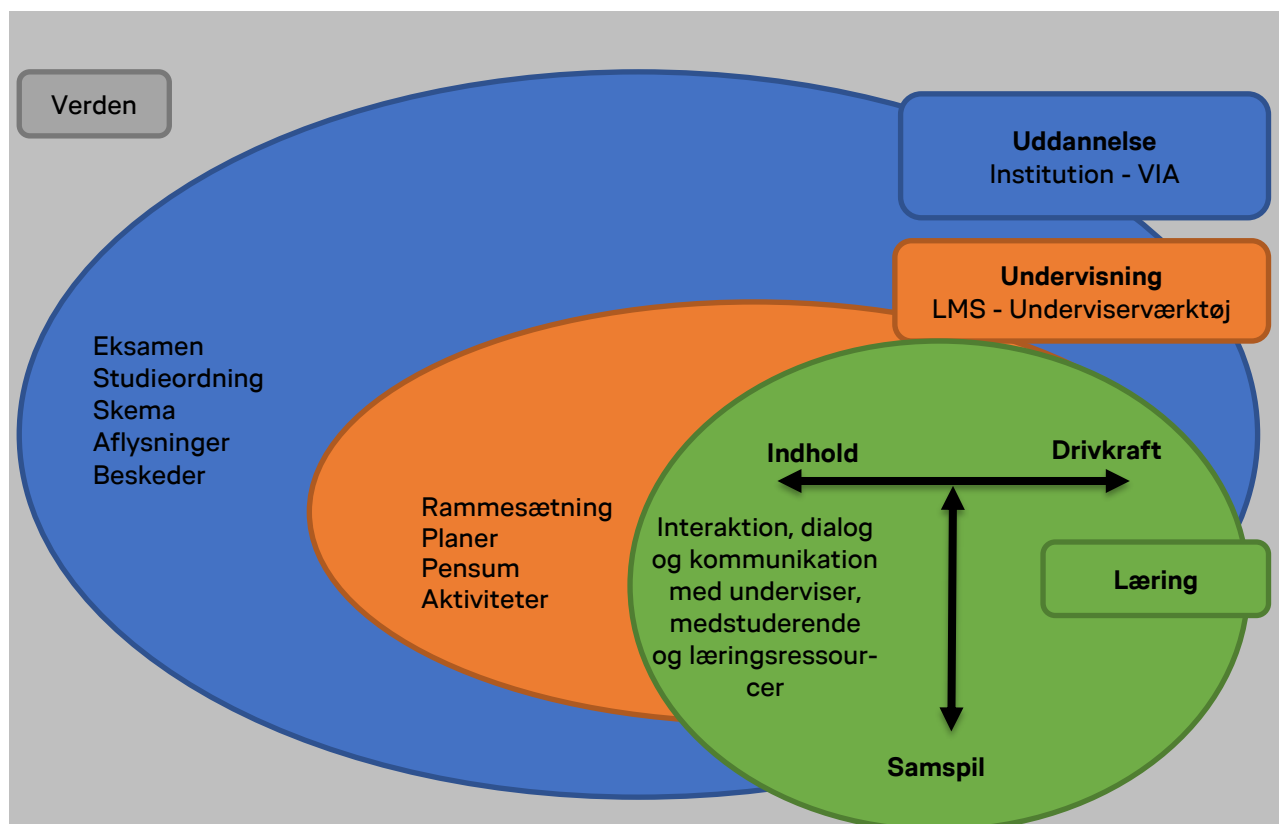 Verden
Uddannelse
Institution - VIA
Undervisning
LMS - Underviserværktøj
Eksamen
Studieordning
Skema
Aflysninger
Beskeder
Rammesætning
Planer
Pensum
Aktiviteter
Indhold
Drivkraft
Interaktion, dialog
og kommunikation
med underviser,
medstuderende
og læringsressour-
cer
Læring
Samspil